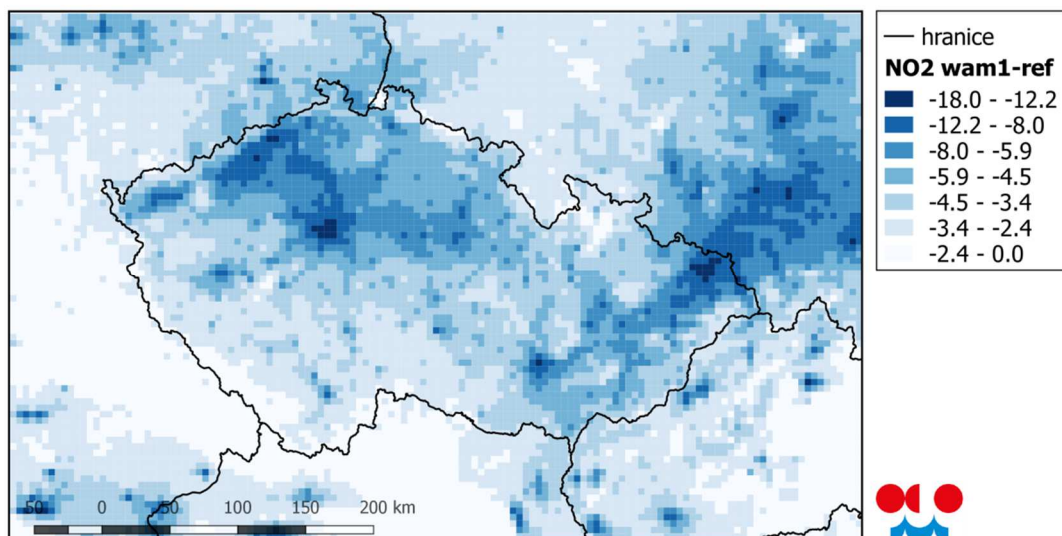 hranice
NO2 wam1-ref
-18.0 - -12.2
-12.2 - -8.0
-8.0 - -5.9
-5.9 - -4.5
-4.5 - -3.4
-3.4 - -2.4
-2.4 - 0.0
50 0 50 100 150 200 km